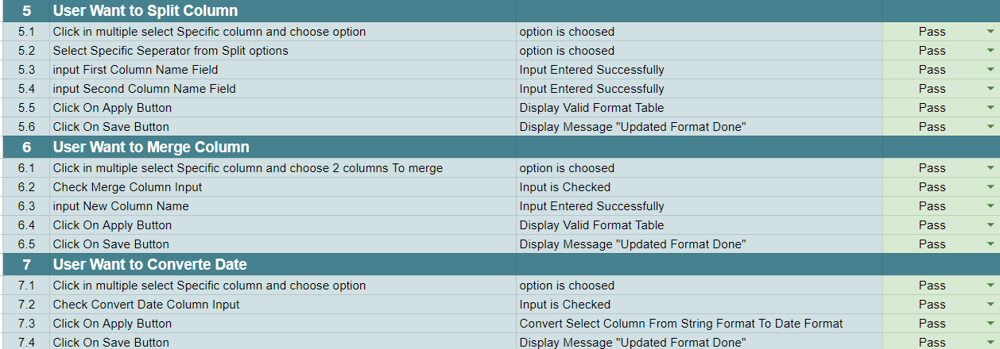 5 User Want to Split Column
5.1 Click in multiple select Specific column and choose option option is choosed Pass
5.2 Select Specific Seperator from Split options option is choosed Pass
5.3 input First Column Name Field Input Entered Successfully Pass
5.4 input Second Column Name Field Input Entered Successfully Pass
5.5 Click On Apply Button Display Valid Format Table Pass
5.6 Click On Save Button Display Message "Updated Format Done" Pass
6 User Want to Merge Column
6.1 Click in multiple select Specific column and choose 2 columns To merge option is choosed Pass
6.2 Check Merge Column Input Input is Checked Pass
6.3 input New Column Name Input Entered Successfully Pass
6.4 Click On Apply Button Display Valid Format Table Pass
6.5 Click On Save Button Display Message "Updated Format Done" Pass
7 User Want to Converte Date
7.1 Click in multiple select Specific column and choose option option is choosed Pass
7.2 Check Convert Date Column Input Input is Checked Pass
7.3 Click On Apply Button Convert Select Column From String Format To Date Format Pass
7.4 Click On Save Button Display Message "Updated Format Done" Pass